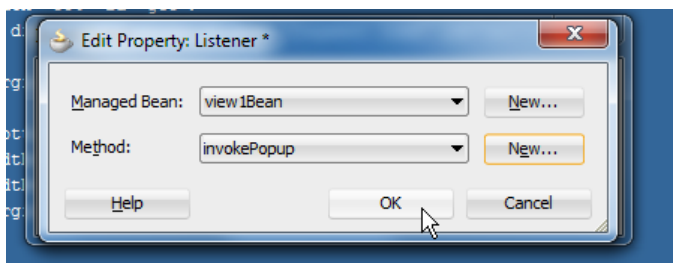 Edit Property: Listener *
Managed Bean: view1Bean New...
Method: invokePopup New...
Help OK Cancel